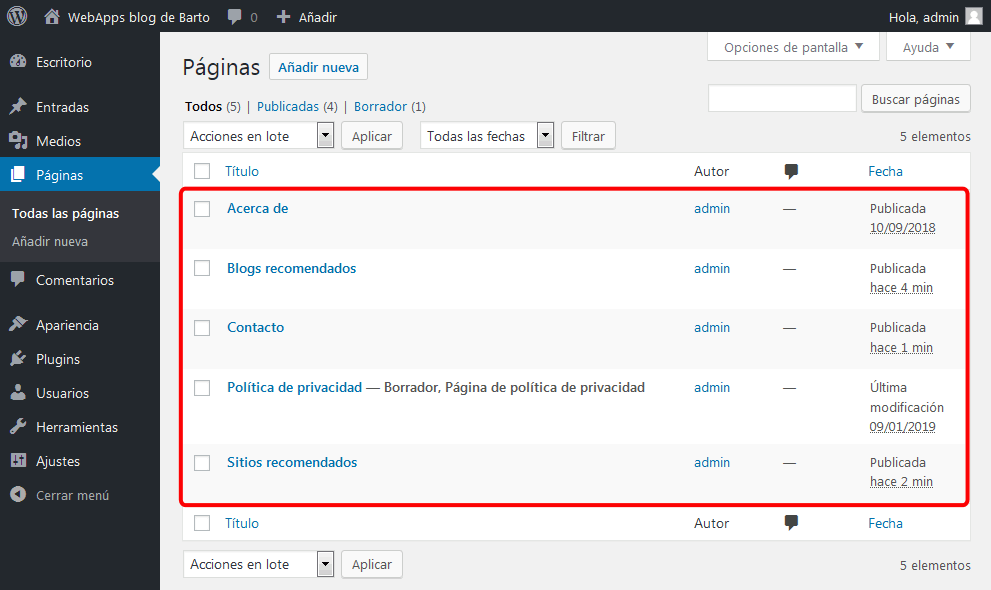 WebApps blog de Barto 0 Añadir Hola, admin
Escritorio
Entradas
Medios
Páginas
Todas las páginas
Añadir nueva
Comentarios
Apariencia
Plugins
Usuarios
Herramientas
Ajustes
Cerrar menú
Opciones de pantalla Ayuda
Páginas Añadir nueva
Todos (5) | Publicadas (4) | Borrador (1)
Buscar páginas
Acciones en lote Aplicar Todas las fechas Filtrar 5 elementos
Título Autor Fecha
Acerca de admin — Publicada
10/09/2018
Blogs recomendados admin — Publicada
hace 4 min
Contacto admin — Publicada
hace 1 min
Política de privacidad — Borrador, Página de política de privacidad admin — Última
modificación
09/01/2019
Sitios recomendados admin — Publicada
hace 2 min
Título Autor Fecha
Acciones en lote Aplicar 5 elementos